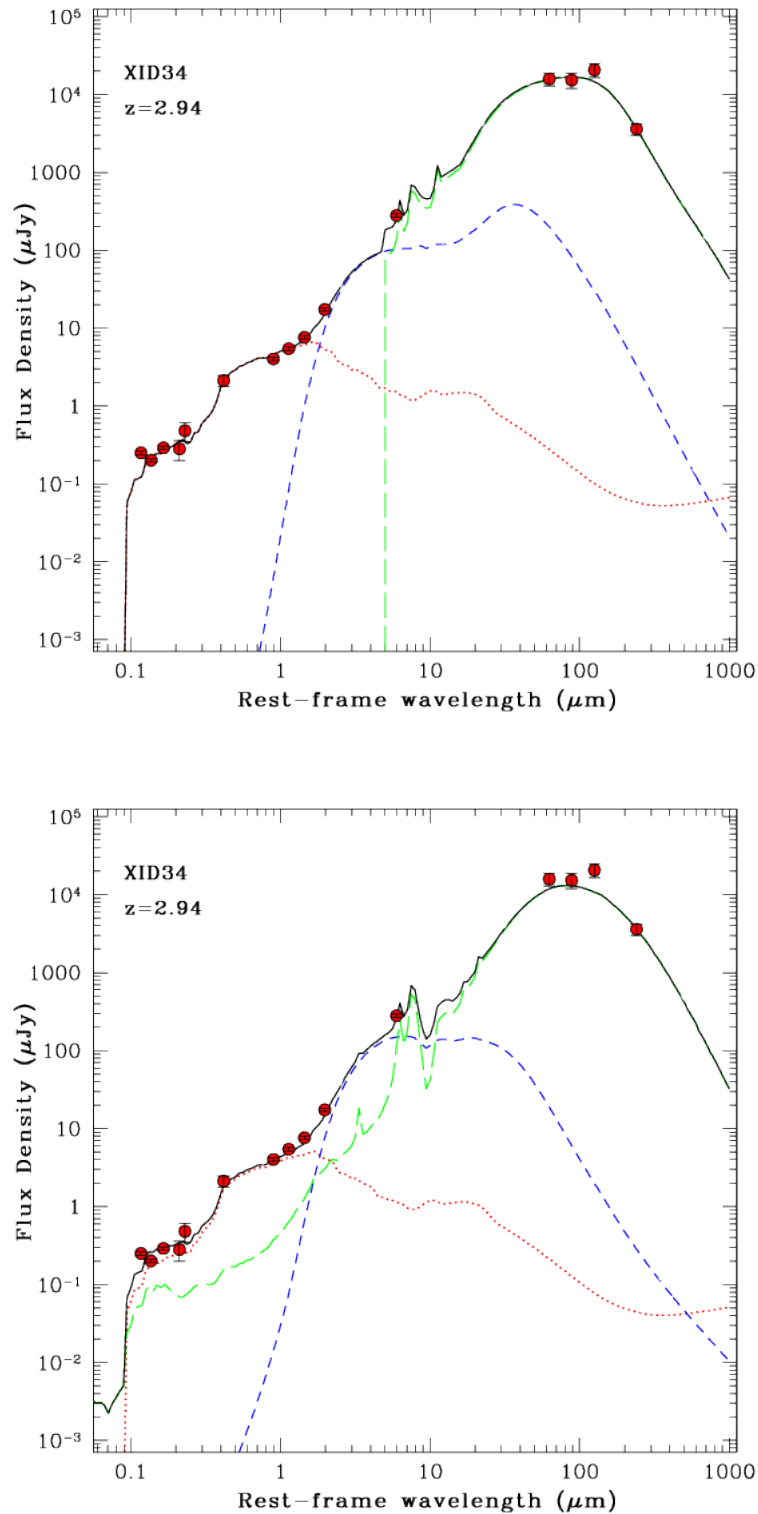 10⁵
10⁴
1000
100
10
1
10⁻¹
10⁻²
10⁻³
XID34
z=2.94
Flux Density (μJy)
0.1 1 10 100 1000
Rest-frame wavelength (μm)
10⁵
10⁴
1000
100
10
1
10⁻¹
10⁻²
10⁻³
XID34
z=2.94
Flux Density (μJy)
0.1 1 10 100 1000
Rest-frame wavelength (μm)